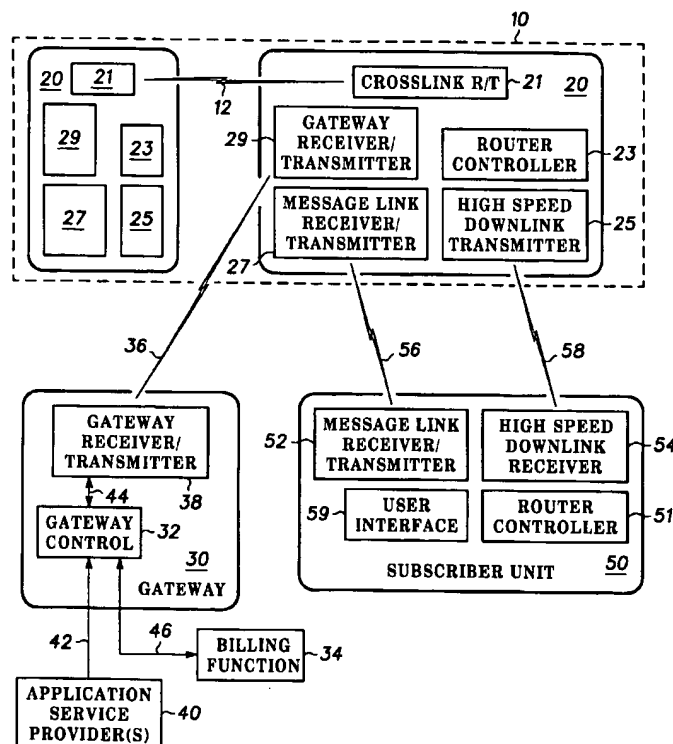 10
20
21
29
23
27
25
12
CROSSLINK R/T
21
20
29
GATEWAY
RECEIVER/
TRANSMITTER
ROUTER
CONTROLLER
23
MESSAGE LINK
RECEIVER/
TRANSMITTER
27
HIGH SPEED
DOWNLINK
TRANSMITTER
25
36
56
58
GATEWAY
RECEIVER/
TRANSMITTER
38
44
GATEWAY
CONTROL
32
30
GATEWAY
52
MESSAGE LINK
RECEIVER/
TRANSMITTER
HIGH SPEED
DOWNLINK
RECEIVER
54
59
USER
INTERFACE
ROUTER
CONTROLLER
51
50
SUBSCRIBER UNIT
42
46
BILLING
FUNCTION
34
APPLICATION
SERVICE
PROVIDER(S)
40